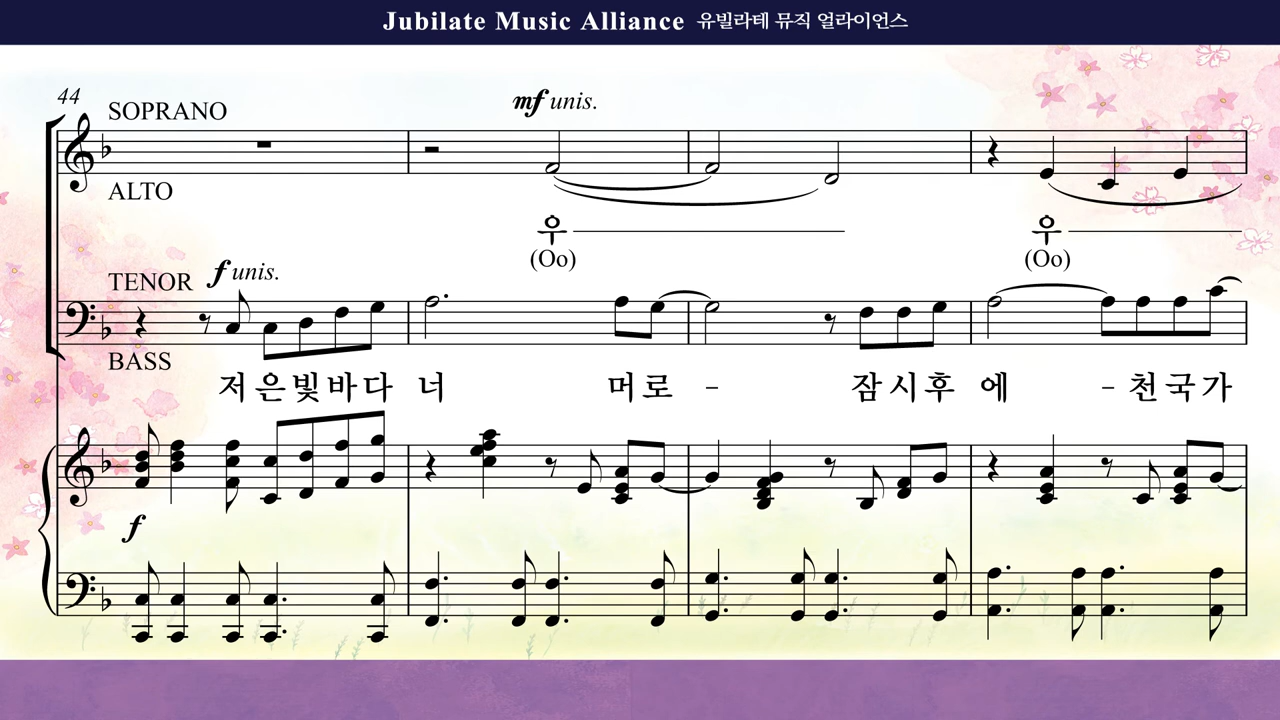 Jubilate Music Alliance 유빌라테 뮤직 얼라이언스
44
SOPRANO
mf unis.
ALTO
우 우
(Oo) (Oo)
TENOR f unis.
BASS
저 은 빛 바 다 너 머 로 - 잠 시 후 에 - 천 국 가
f